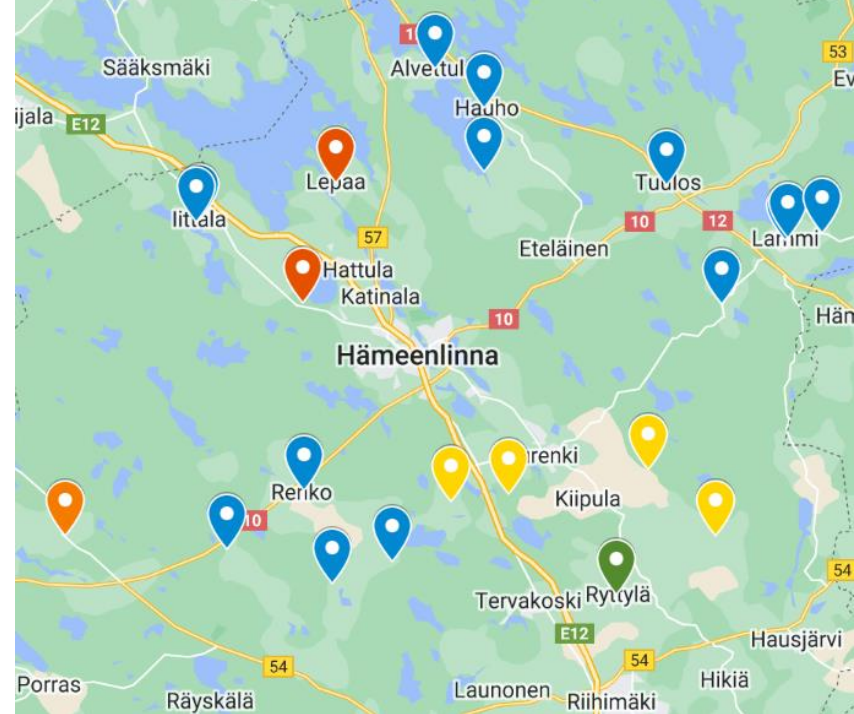 53
Sääksmäki
Alvettul
Ev
Hauho
ijala
E12
Lepaa
Tuulos
Iittala
10
12
57
Eteläinen
Lammi
Hattula
Katinala
10
Häm
Hämeenlinna
renki
Renko
Kiipula
10
54
Tervakoski
Ryttylä
E12
Hausjärvi
54
54
Hikiä
Porras
Launonen
Räyskälä
Riihimäki